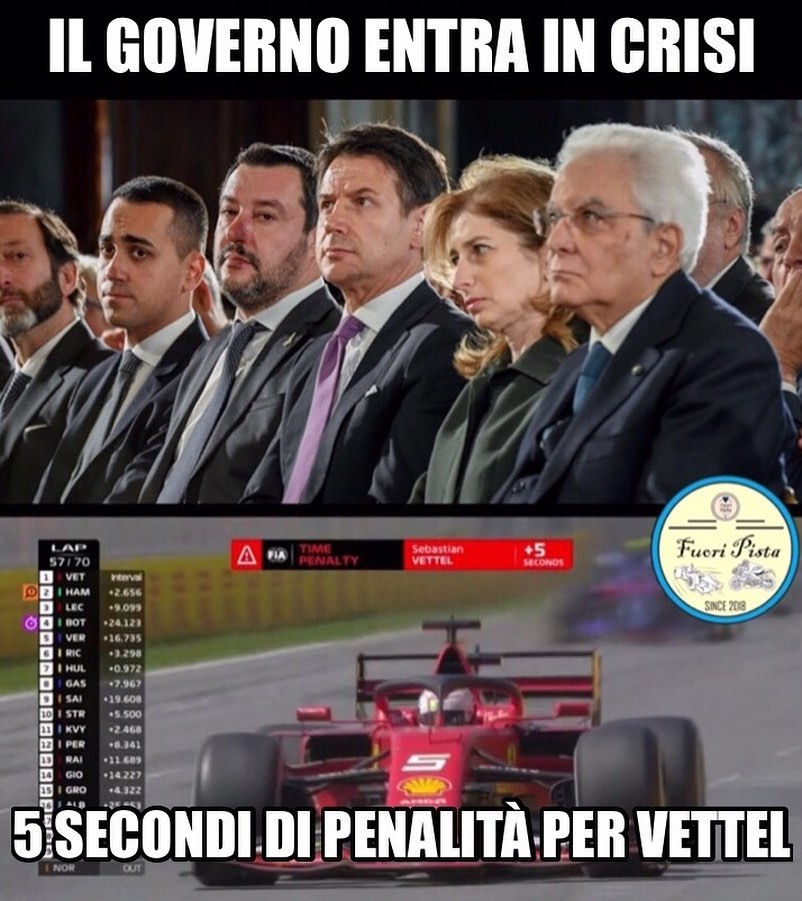 IL GOVERNO ENTRA IN CRISI
Fuori Pista
SINCE 2018
LAP
57/70
FIA TIME PENALTY Sebastian VETTEL +5 SECONDS
1 VET Interval
2 HAM +2.656
3 LEC +9.099
4 BOT +24.123
5 VER +16.735
6 RIC +3.298
7 HUL +0.972
8 GAS +7.967
9 SAI +19.608
10 STR +5.500
11 KVY +2.468
12 PER +8.341
13 RAI +11.689
14 GIO +14.227
15 GRO +4.322
16 ALB
5
5 SECONDI DI PENALITÀ PER VETTEL
NOR OUT